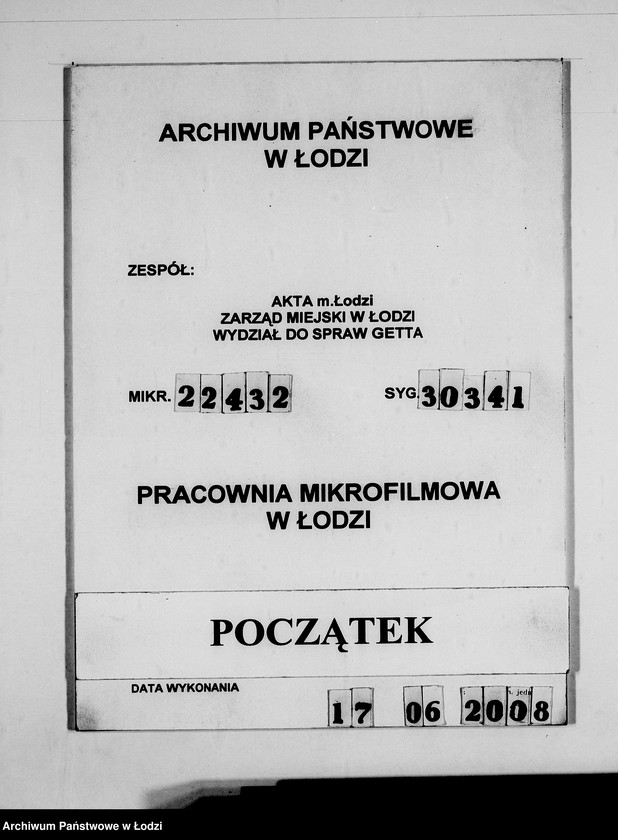 ARCHIWUM PAŃSTWOWE
W ŁODZI
ZESPÓŁ:
AKTA m.Łodzi
ZARZĄD MIEJSKI W ŁODZI
WYDZIAŁ DO SPRAW GETTA
MIKR. 22432 SYG. 30341
PRACOWNIA MIKROFILMOWA
W ŁODZI
POCZĄTEK
DATA WYKONANIA
17 06 2008
Archiwum Państwowe w Łodzi